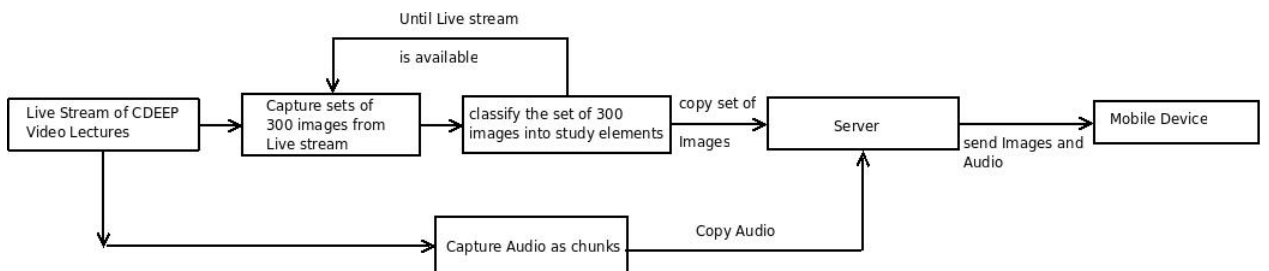 Until Live stream
is available
Live Stream of CDEEP
Video Lectures
Capture sets of
300 images from
Live stream
classify the set of 300
images into study elements
copy set of
Images
Server
send Images and
Audio
Mobile Device
Capture Audio as chunks
Copy Audio